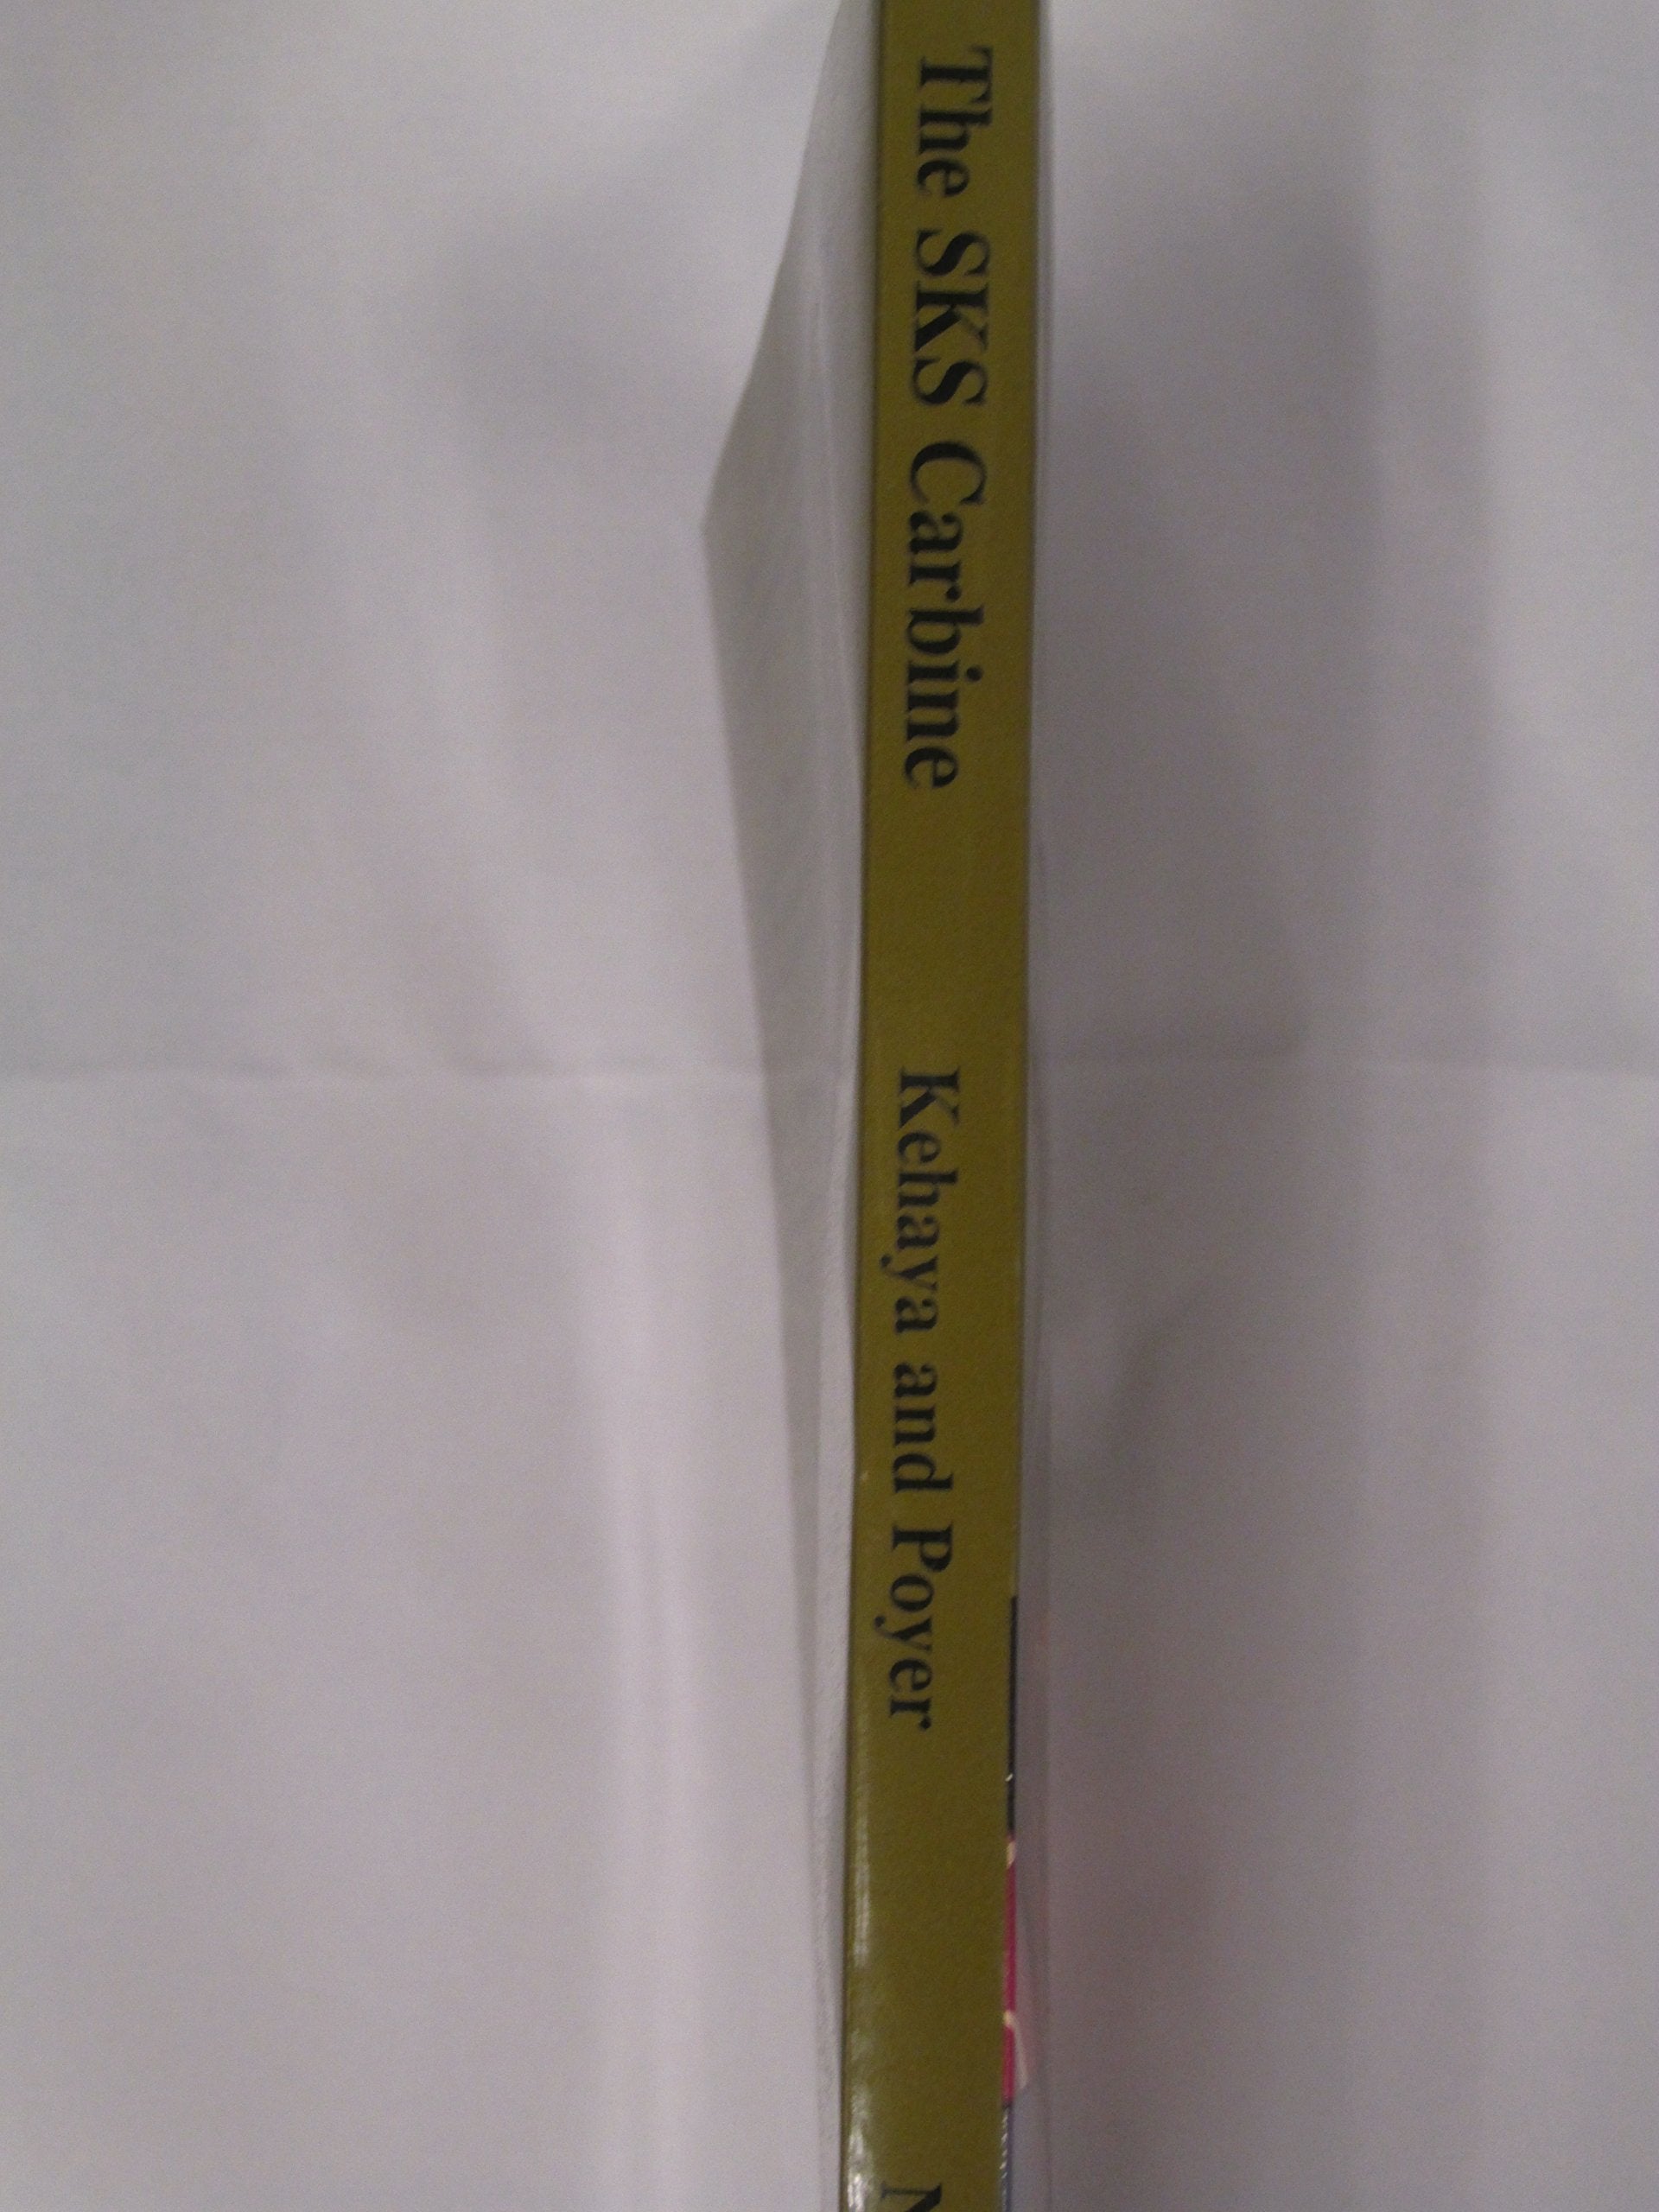 The SKS Carbine Kehaya and Poyer N